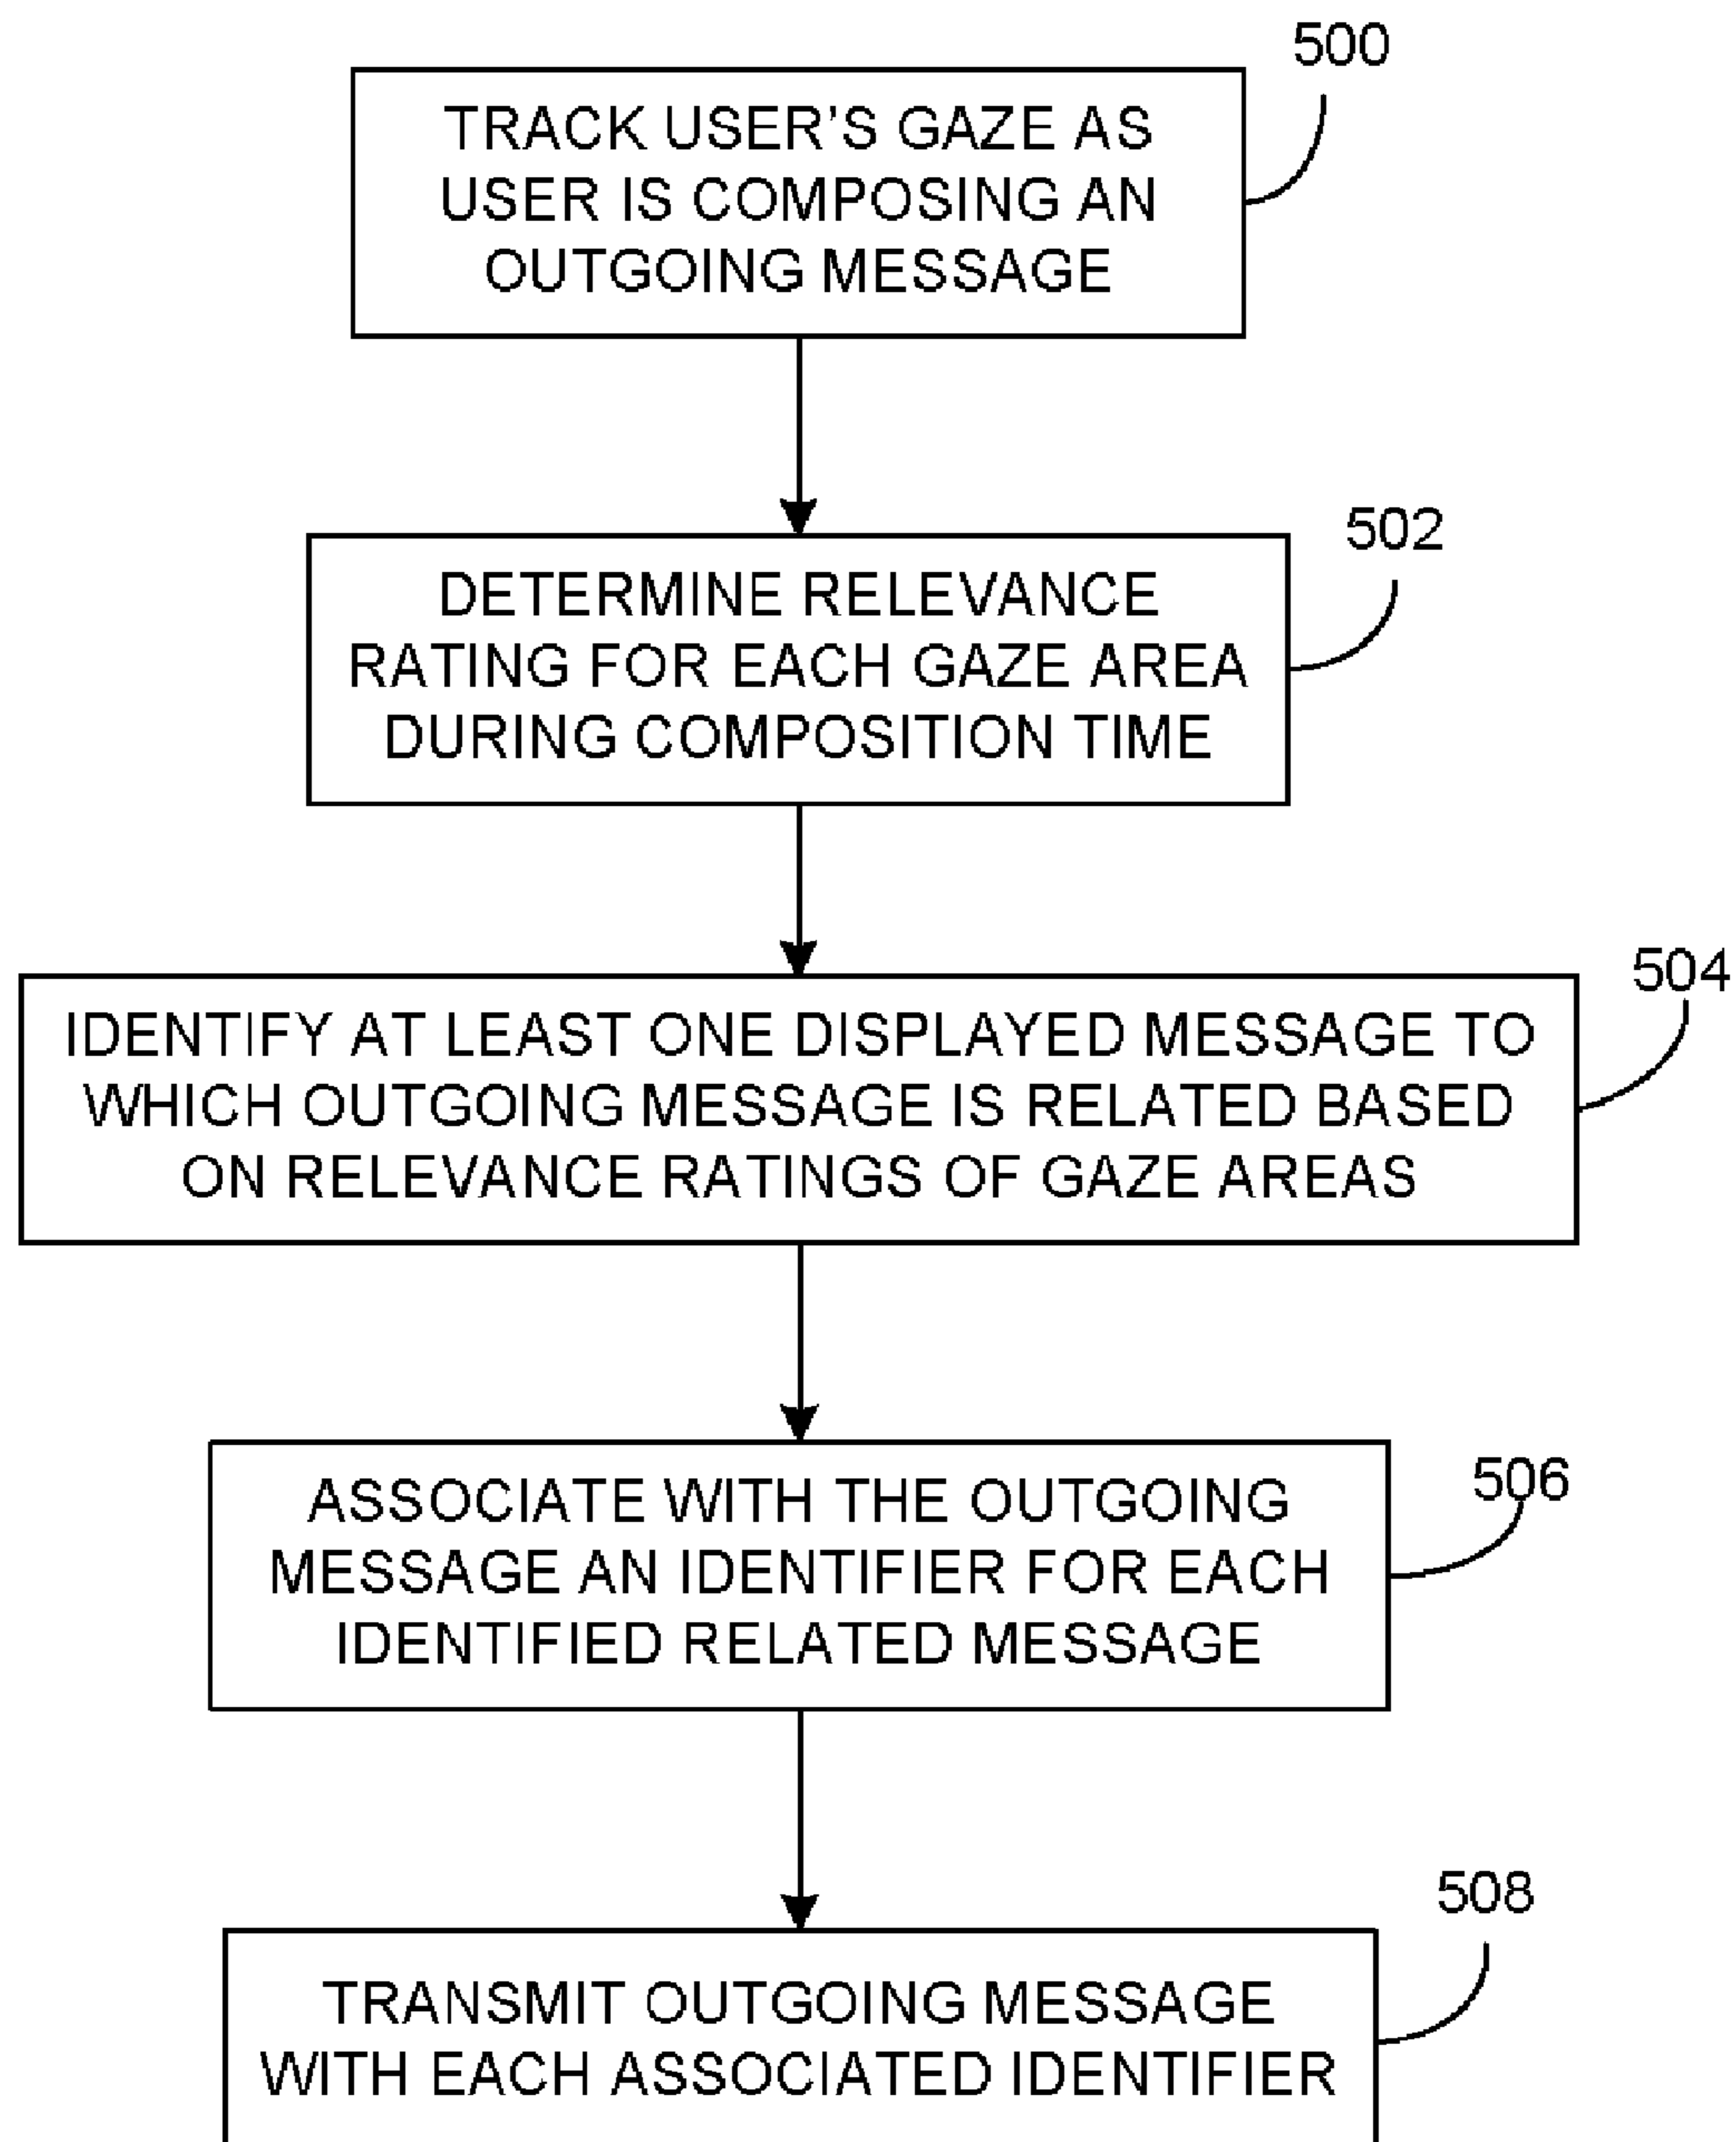 500
TRACK USER'S GAZE AS
USER IS COMPOSING AN
OUTGOING MESSAGE
502
DETERMINE RELEVANCE
RATING FOR EACH GAZE AREA
DURING COMPOSITION TIME
504
IDENTIFY AT LEAST ONE DISPLAYED MESSAGE TO
WHICH OUTGOING MESSAGE IS RELATED BASED
ON RELEVANCE RATINGS OF GAZE AREAS
506
ASSOCIATE WITH THE OUTGOING
MESSAGE AN IDENTIFIER FOR EACH
IDENTIFIED RELATED MESSAGE
508
TRANSMIT OUTGOING MESSAGE
WITH EACH ASSOCIATED IDENTIFIER